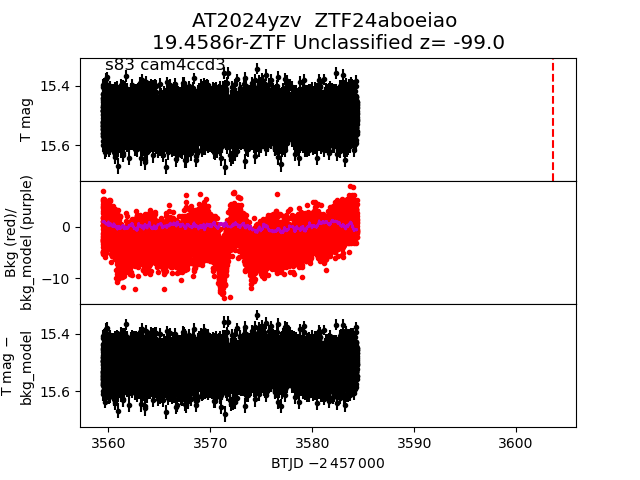 AT2024yzv  ZTF24aboeiao
19.4586r-ZTF Unclassified z= -99.0
s83 cam4ccd3
T mag
15.4
15.6
Bkg (red)/
bkg_model (purple)
0
−10
T mag −
bkg_model
15.4
15.6
3560 3570 3580 3590 3600
BTJD −2 457 000